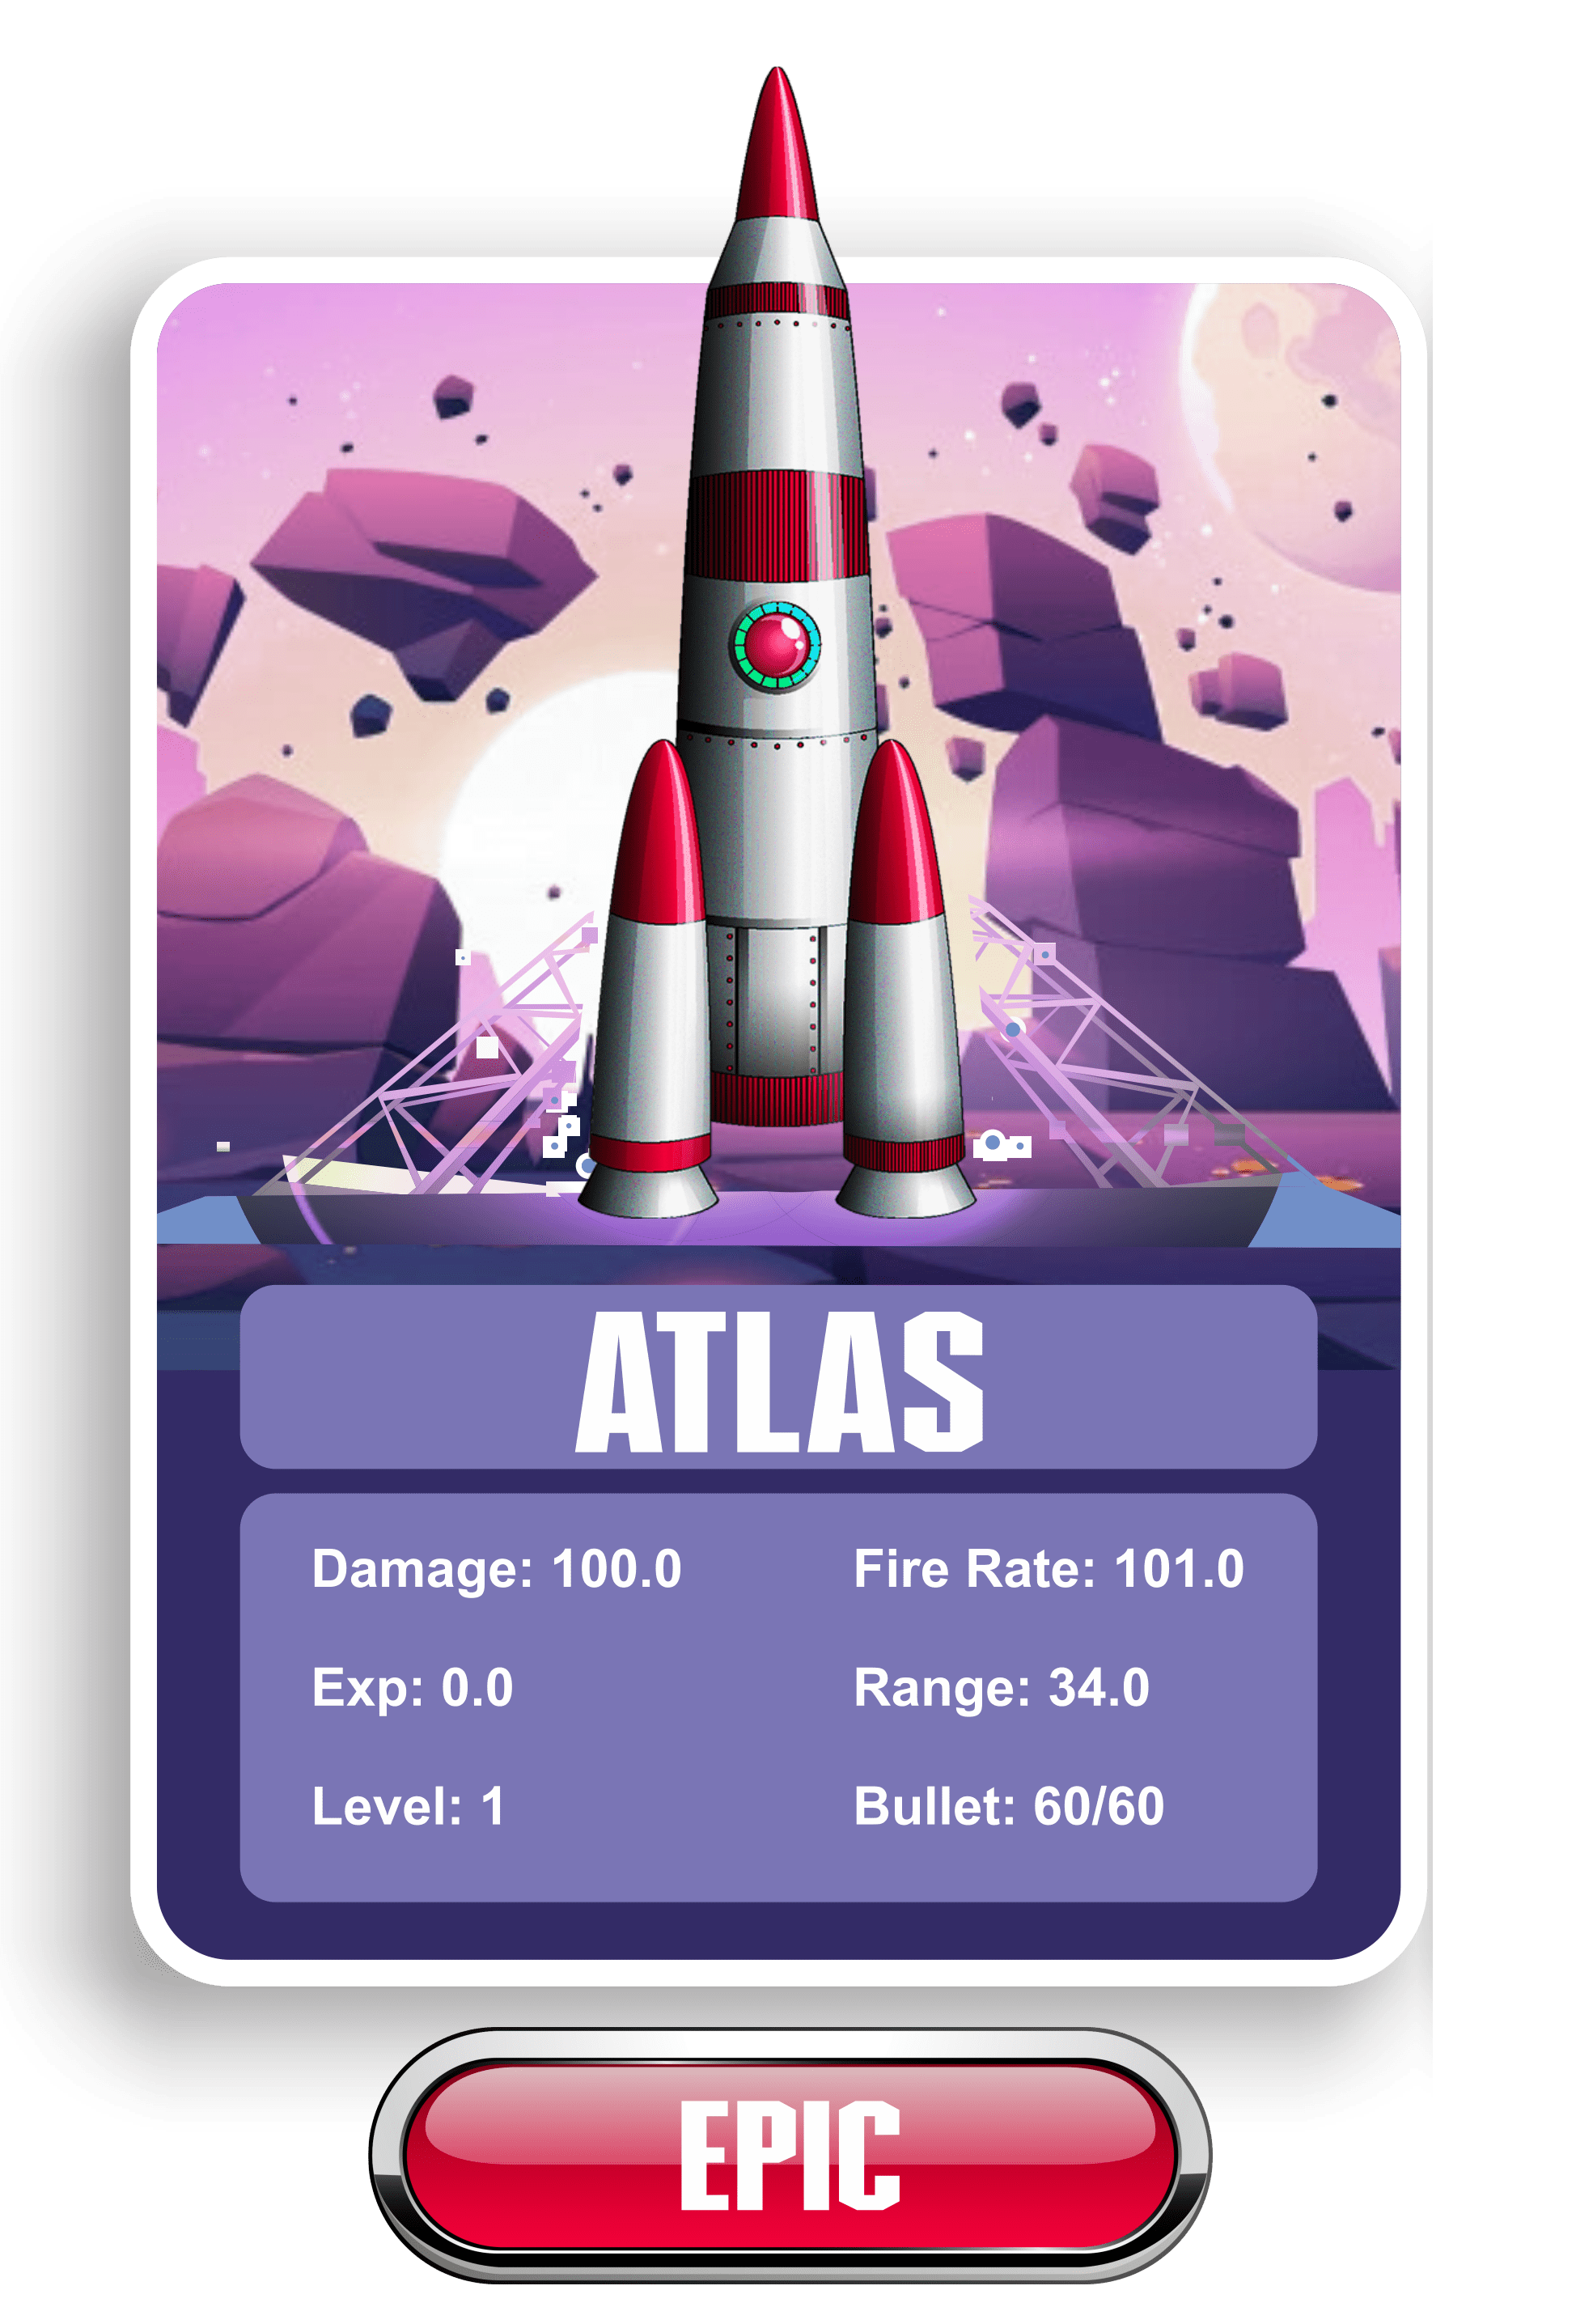 ATLAS
Damage: 100.0 Fire Rate: 101.0
Exp: 0.0 Range: 34.0
Level: 1 Bullet: 60/60
EPIC